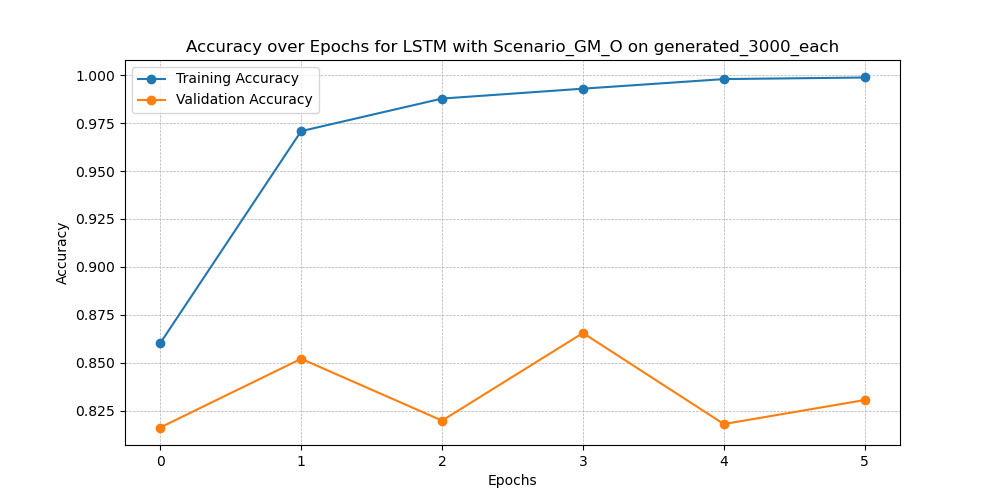 Accuracy over Epochs for LSTM with Scenario_GM_O on generated_3000_each
Training Accuracy
Validation Accuracy
1.000
0.975
0.950
0.925
0.900
0.875
0.850
0.825
Accuracy
0 1 2 3 4 5
Epochs